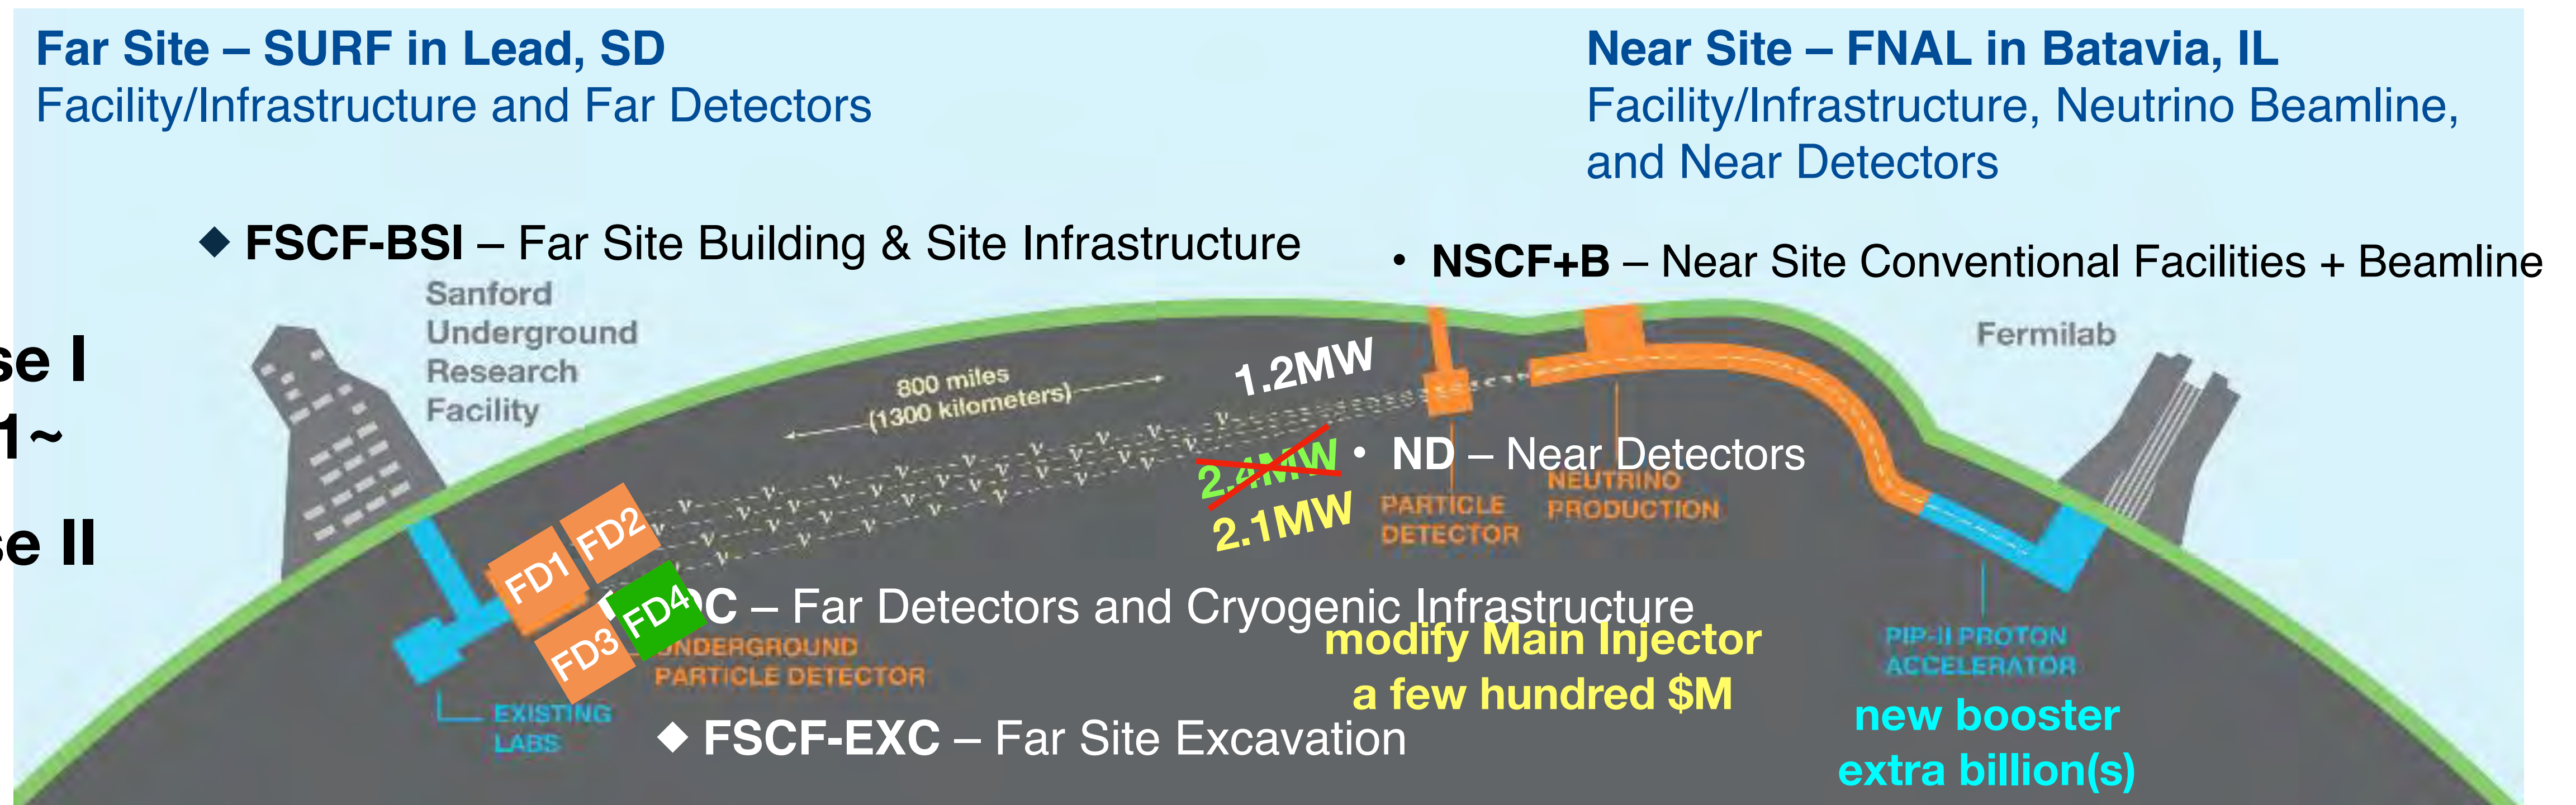 Far Site – SURF in Lead, SD
Facility/Infrastructure and Far Detectors
Near Site – FNAL in Batavia, IL
Facility/Infrastructure, Neutrino Beamline,
and Near Detectors
◆ FSCF-BSI – Far Site Building & Site Infrastructure
• NSCF+B – Near Site Conventional Facilities + Beamline
Sanford
Underground
Research
Facility
Fermilab
se I
1~
se II
800 miles
(1300 kilometers)
1.2MW
2.4MW
2.1MW
• ND – Near Detectors
PARTICLE
DETECTOR
NEUTRINO
PRODUCTION
FD1
FD2
FD3
FD4
C – Far Detectors and Cryogenic Infrastructure
UNDERGROUND
PARTICLE DETECTOR
modify Main Injector
a few hundred $M
PIP-II PROTON
ACCELERATOR
new booster
extra billion(s)
EXISTING
LABS
◆ FSCF-EXC – Far Site Excavation